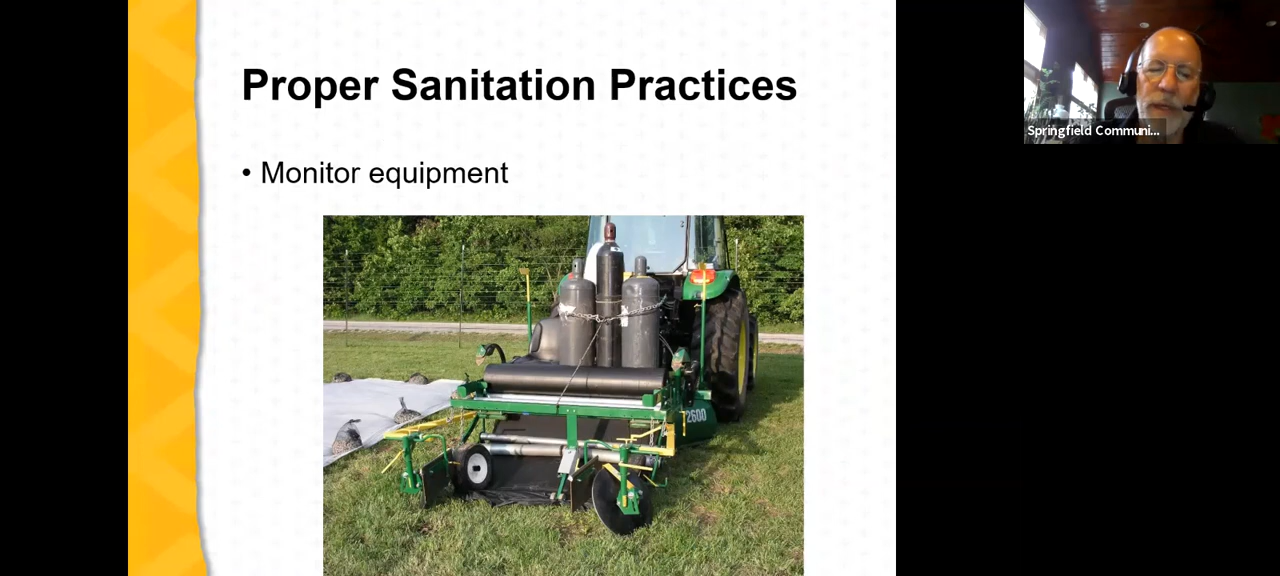 Proper Sanitation Practices
• Monitor equipment
2600
Springfield Communi...